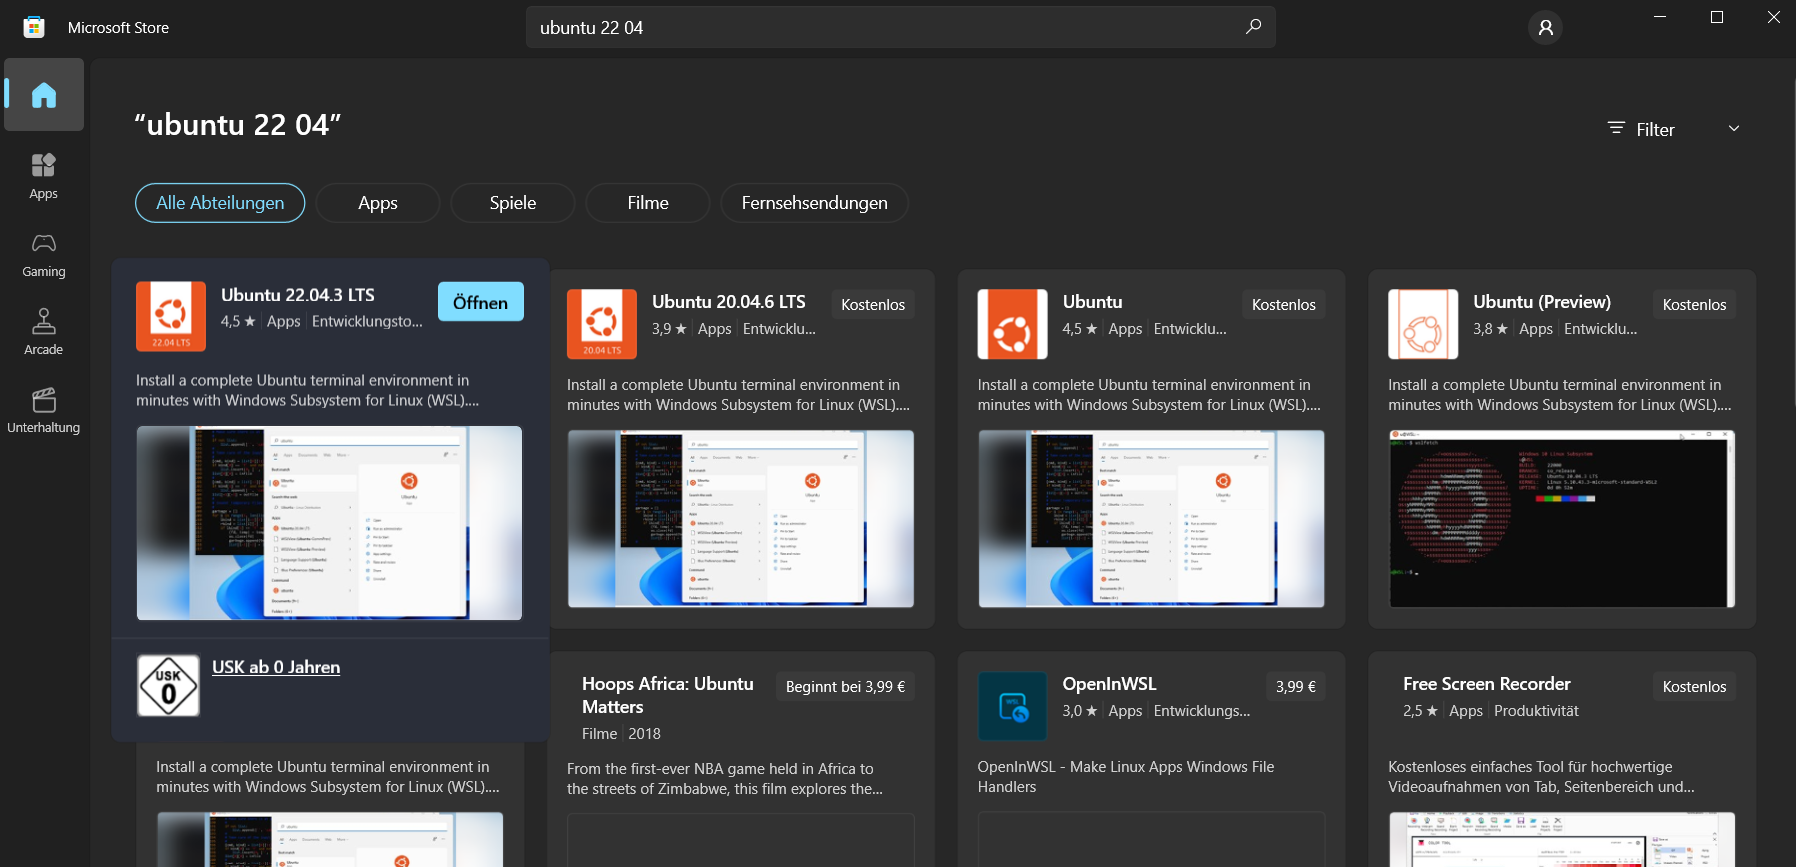 Microsoft Store
ubuntu 22 04
“ubuntu 22 04”
Filter
Alle Abteilungen
Apps
Spiele
Filme
Fernsehsendungen
Apps
Gaming
Arcade
Unterhaltung
22.04 LTS
Ubuntu 22.04.3 LTS
Öffnen
4,5 ★ Apps Entwicklungsto...
Install a complete Ubuntu terminal environment in
minutes with Windows Subsystem for Linux (WSL)....
USK
0
USK ab 0 Jahren
20.04 LTS
Ubuntu 20.04.6 LTS
Kostenlos
3,9 ★ Apps Entwicklu...
Install a complete Ubuntu terminal environment in
minutes with Windows Subsystem for Linux (WSL)....
Ubuntu
Kostenlos
4,5 ★ Apps Entwicklu...
Install a complete Ubuntu terminal environment in
minutes with Windows Subsystem for Linux (WSL)....
Ubuntu (Preview)
Kostenlos
3,8 ★ Apps Entwicklu...
Install a complete Ubuntu terminal environment in
minutes with Windows Subsystem for Linux (WSL)....
Install a complete Ubuntu terminal environment in
minutes with Windows Subsystem for Linux (WSL)....
Hoops Africa: Ubuntu
Matters
Beginnt bei 3,99 €
Filme 2018
From the first-ever NBA game held in Africa to
the streets of Zimbabwe, this film explores the...
OpenInWSL
3,99 €
3,0 ★ Apps Entwicklungs...
OpenInWSL - Make Linux Apps Windows File
Handlers
Free Screen Recorder
Kostenlos
2,5 ★ Apps Produktivität
Kostenloses einfaches Tool für hochwertige
Videoaufnahmen von Tab, Seitenbereich und...